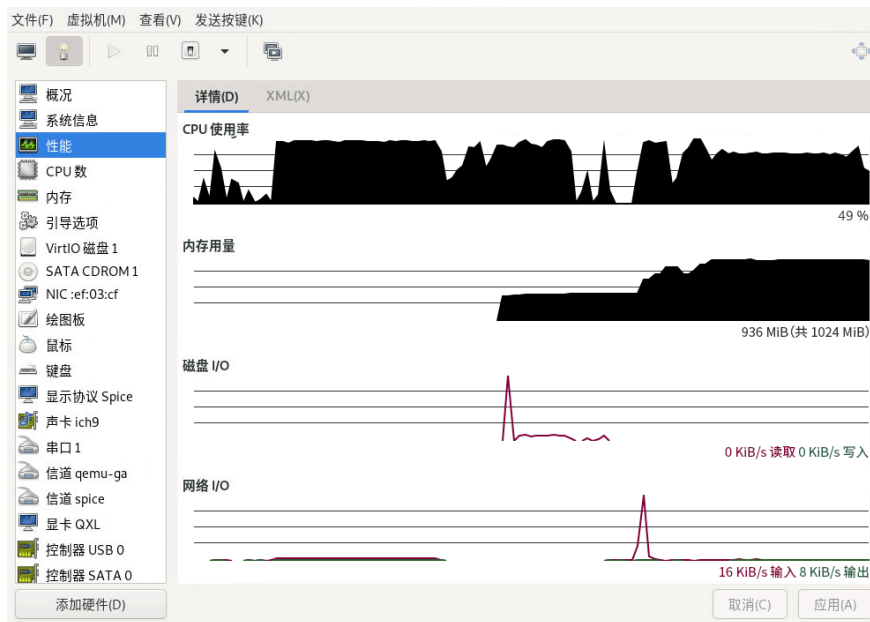 文件(F) 虚拟机(M) 查看(V) 发送按键(K)
概况
系统信息
性能
CPU 数
内存
引导选项
VirtIO 磁盘 1
SATA CDROM 1
NIC :ef:03:cf
绘图板
鼠标
键盘
显示协议 Spice
声卡 ich9
串口 1
信道 qemu-ga
信道 spice
显卡 QXL
控制器 USB 0
控制器 SATA 0
添加硬件(D)
详情(D) XML(X)
CPU 使用率
49 %
内存用量
936 MiB(共 1024 MiB)
磁盘 I/O
0 KiB/s 读取 0 KiB/s 写入
网络 I/O
16 KiB/s 输入 8 KiB/s 输出
取消(C) 应用(A)